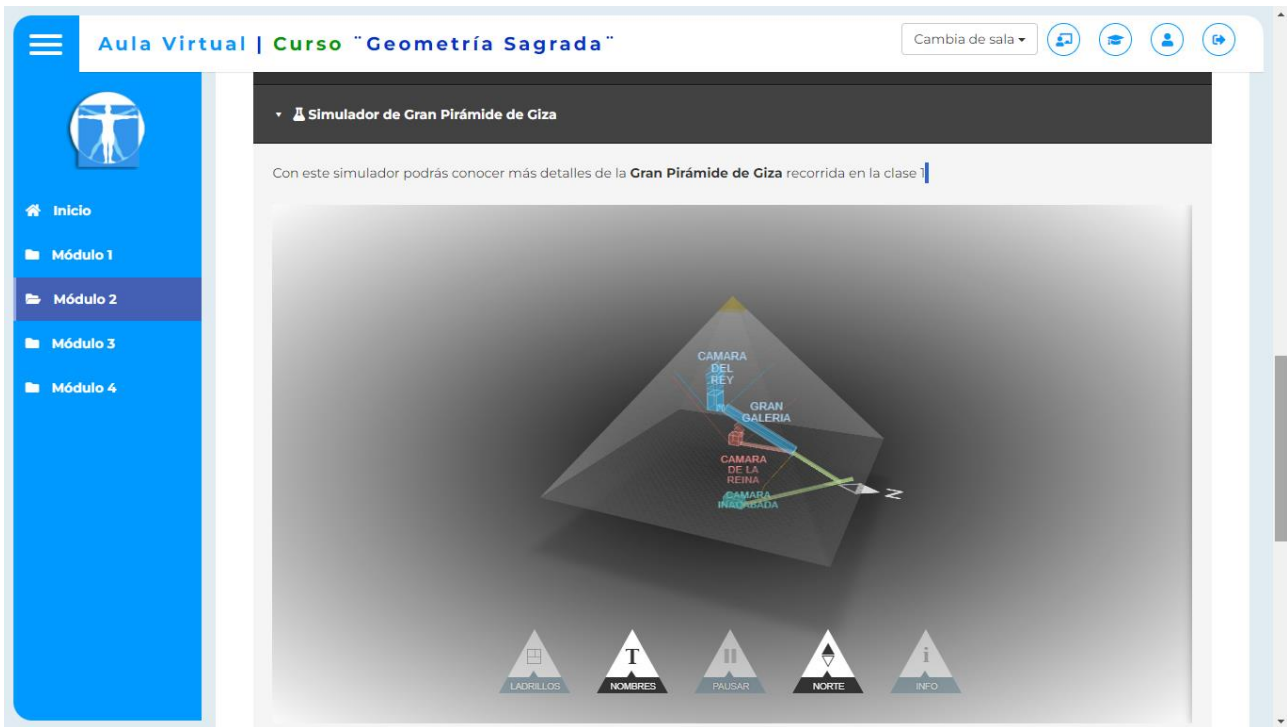 Aula Virtual | Curso ¨Geometría Sagrada¨
Cambia de sala
Inicio
Módulo 1
Módulo 2
Módulo 3
Módulo 4
Simulador de Gran Pirámide de Giza
Con este simulador podrás conocer más detalles de la Gran Pirámide de Giza recorrida en la clase 1
CAMARA
DEL
REY
GRAN
GALERIA
CAMARA
DE LA
REINA
CAMARA
INACABADA
N
T
i
LADRILLOS
NOMBRES
PAUSAR
NORTE
INFO